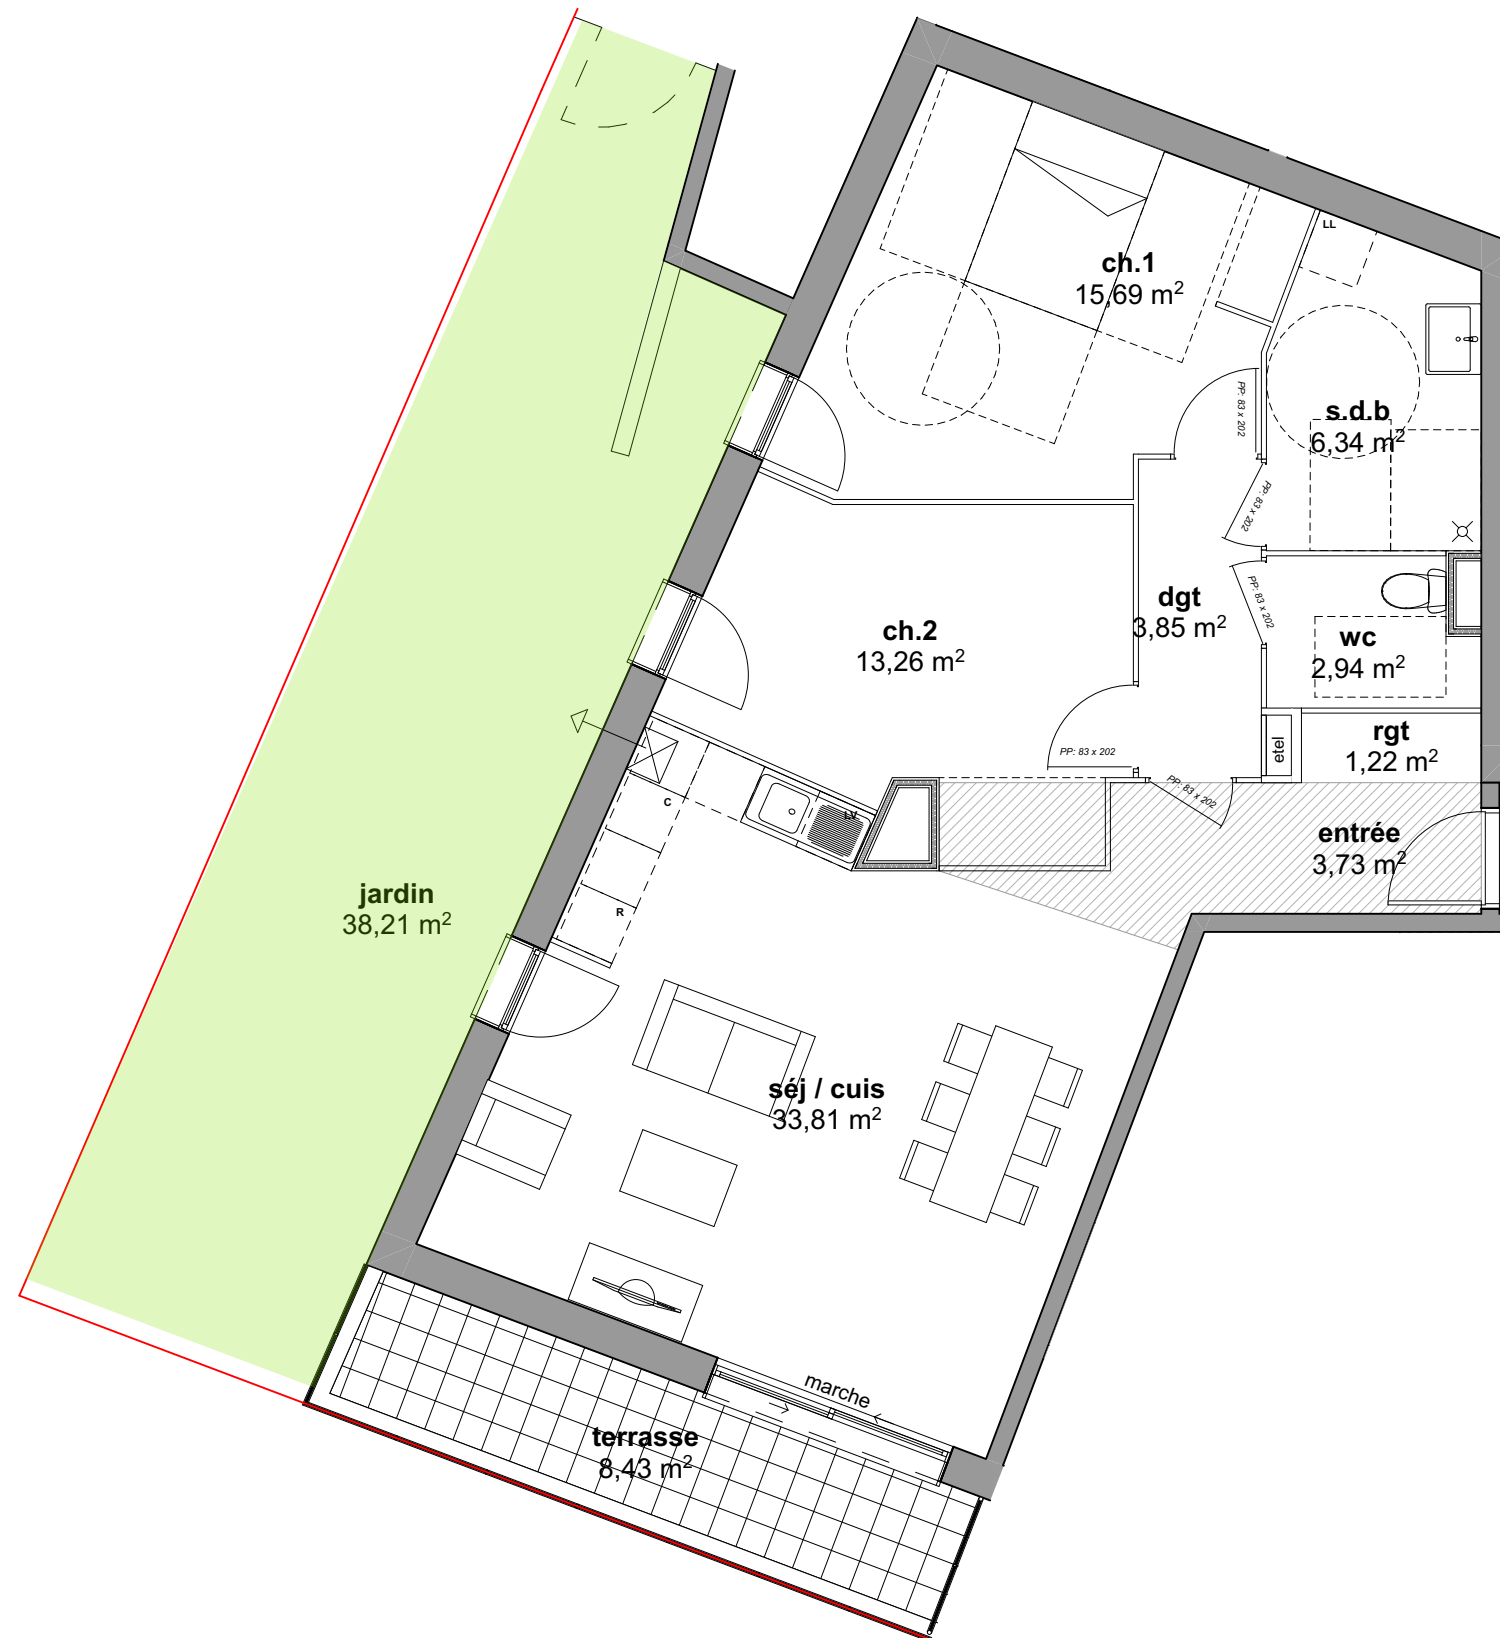 LL
ch.1
15,69 m²
PP: 83 x 202
s.d.b
6,34 m²
PP: 83 x 202
PP: 83 x 202
dgt
3,85 m²
ch.2
13,26 m²
wc
2,94 m²
rgt
1,22 m²
etel
PP: 83 x 202
PP: 83 x 202
C
LV
entrée
3,73 m²
jardin
38,21 m²
R
séj / cuis
33,81 m²
marche
terrasse
8,43 m²